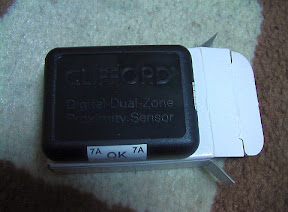 CLIFFORD
Digital Dual-Zone
Proximity Sensor
7A OK 7A